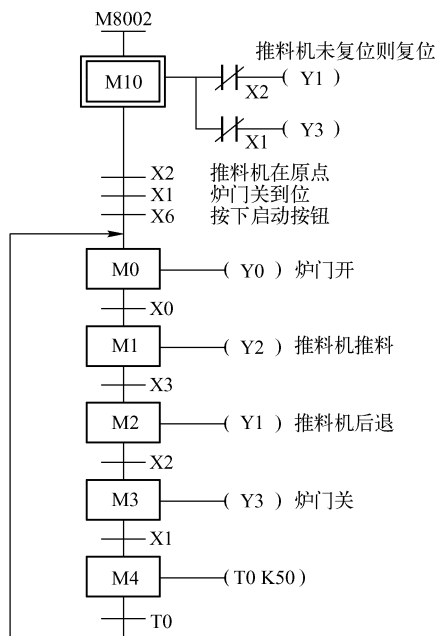 M8002
推料机未复位则复位
M10
X2
( Y1 )
X1
( Y3 )
X2 推料机在原点
X1 炉门关到位
X6 按下启动按钮
M0 ( Y0 ) 炉门开
X0
M1 ( Y2 ) 推料机推料
X3
M2 ( Y1 ) 推料机后退
X2
M3 ( Y3 ) 炉门关
X1
M4 (T0 K50)
T0